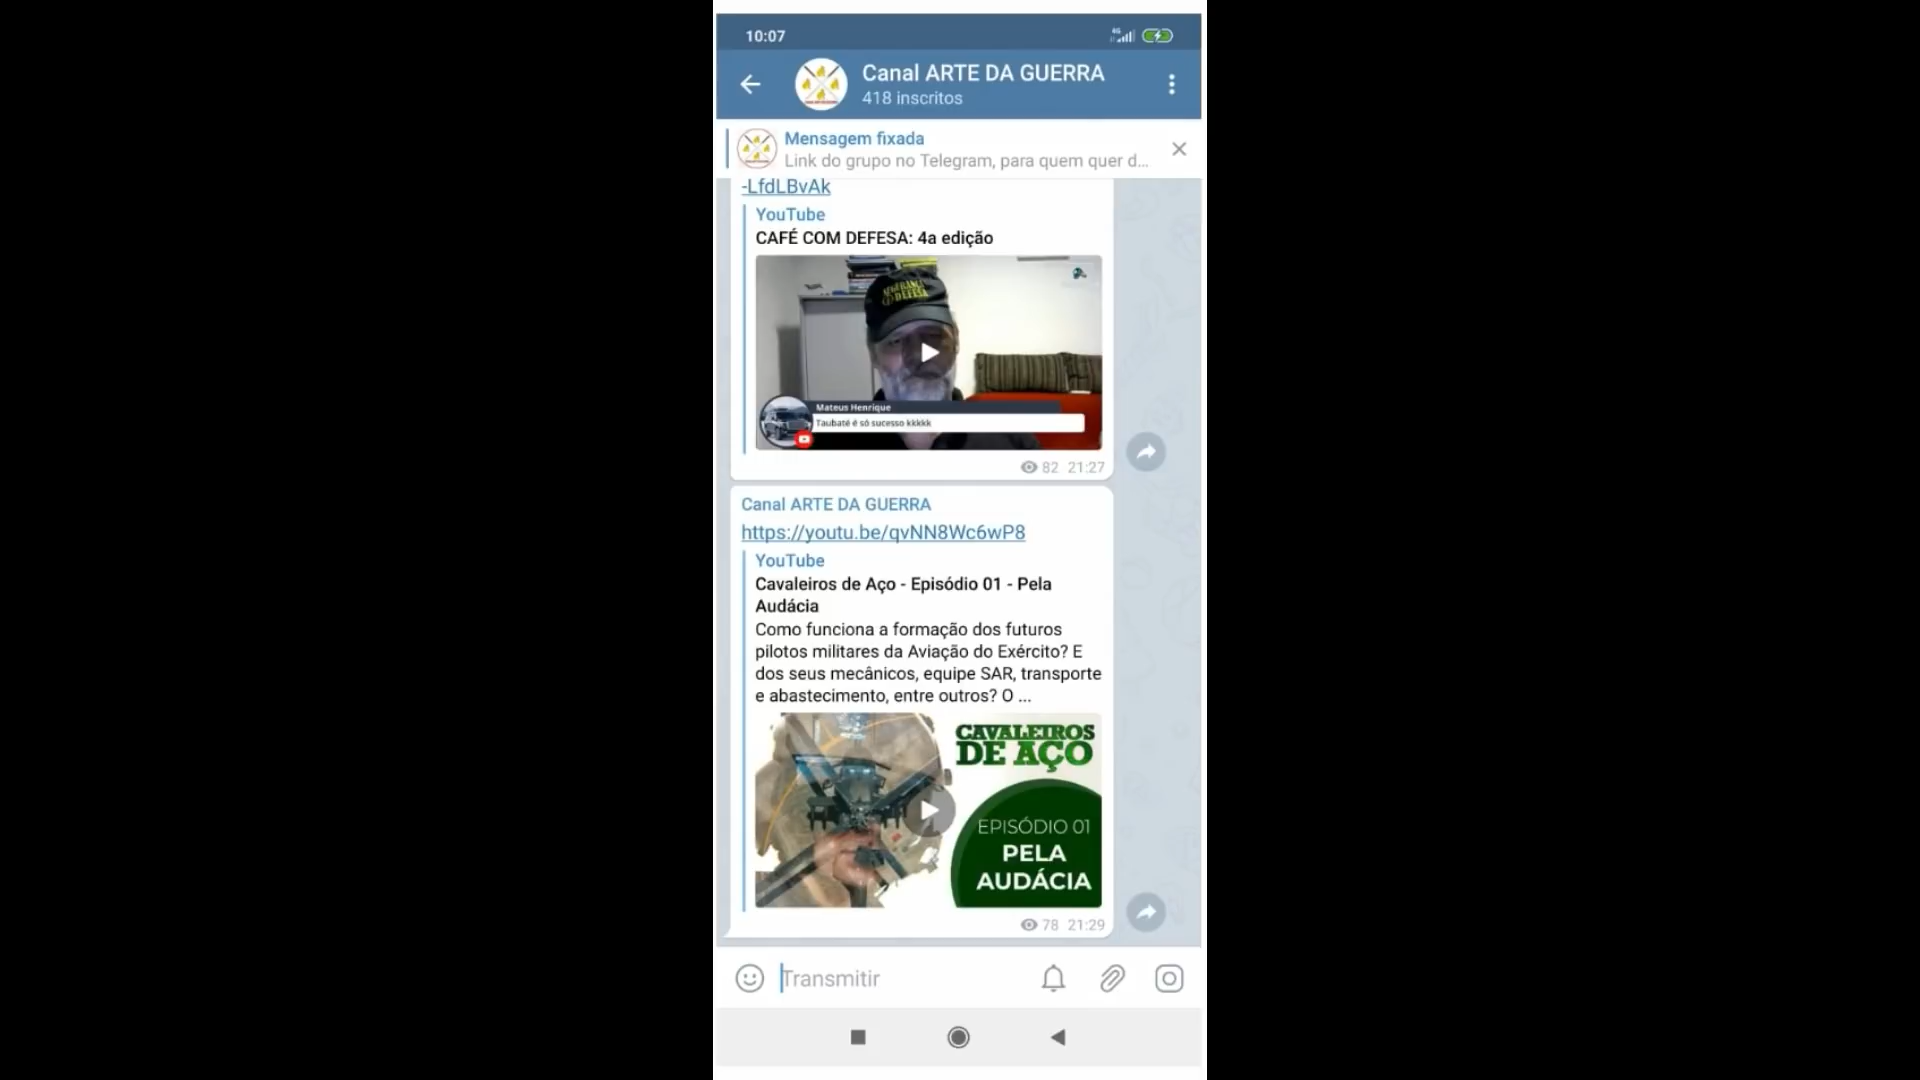 10:07
4G
Canal ARTE DA GUERRA
418 inscritos
Mensagem fixada
Link do grupo no Telegram, para quem quer d...
-LfdLBvAk
YouTube
CAFÉ COM DEFESA: 4a edição
Mateus Henrique
Taubaté é só sucesso kkkkk
82 21:27
Canal ARTE DA GUERRA
https://youtu.be/qvNN8Wc6wP8
YouTube
Cavaleiros de Aço - Episódio 01 - Pela
Audácia
Como funciona a formação dos futuros
pilotos militares da Aviação do Exército? E
dos seus mecânicos, equipe SAR, transporte
e abastecimento, entre outros? O ...
CAVALEIROS
DE AÇO
EPISÓDIO 01
PELA
AUDÁCIA
78 21:29
Transmitir